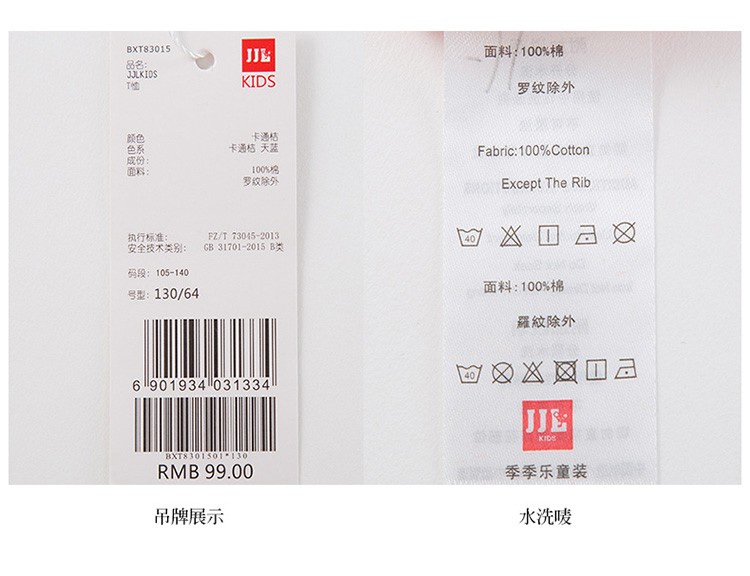 BXT83015
品名:
JJLKIDS
T恤
JJL
KIDS
颜色 卡通桔
色系 卡通桔 天蓝
成份:
面料: 100%棉
罗纹除外
执行标准: FZ/T 73045-2013
安全技术类别: GB 31701-2015 B类
码段: 105-140
号型: 130/64
6 901934 031334
BXT8301501*130
RMB 99.00
吊牌展示
面料:100%棉
罗纹除外
Fabric:100%Cotton
Except The Rib
40
面料:100%棉
羅紋除外
40
JJL
KIDS
季季乐童装
水洗唛